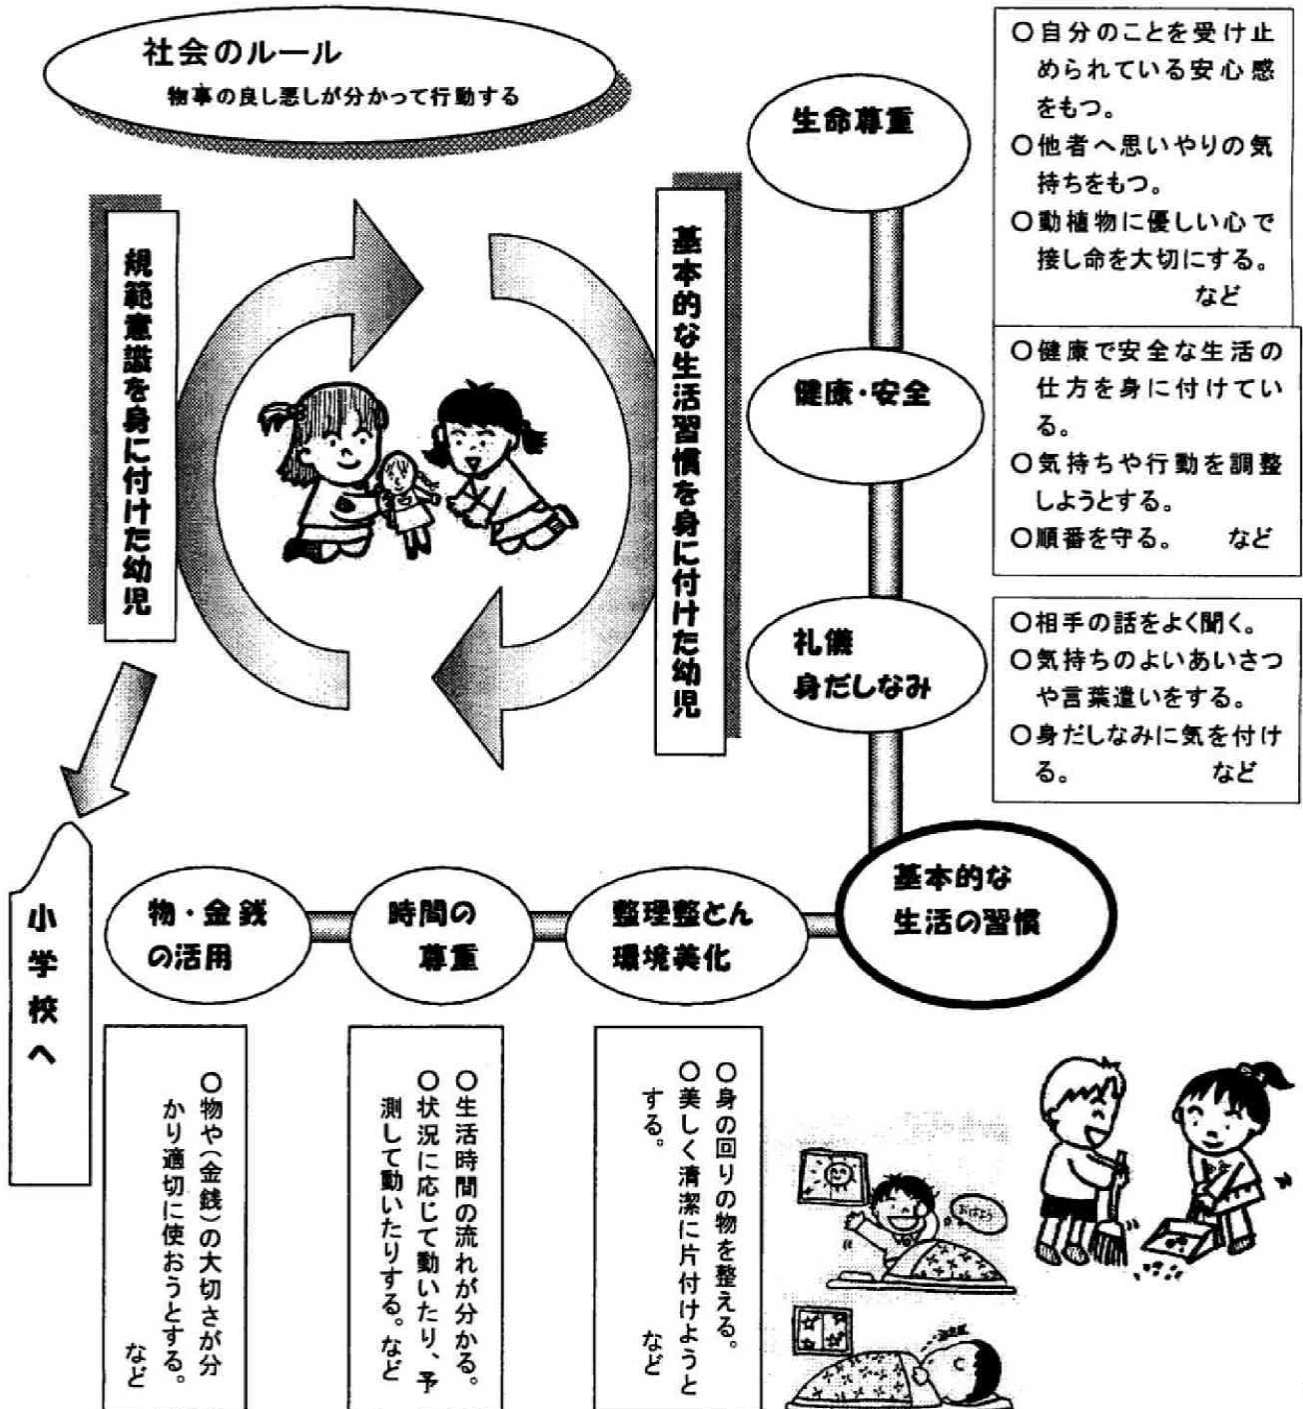 社会のルール
物事の良し悪しが分かって行動する
規範意識を身に付けた幼児
基本的な生活習慣を身に付けた幼児
生命尊重
○自分のことを受け止
められている安心感
をもつ。
○他者へ思いやりの気
持ちをもつ。
○動植物に優しい心で
接し命を大切にする。
など
健康・安全
○健康で安全な生活の
仕方を身に付けてい
る。
○気持ちや行動を調整
しようとする。
○順番を守る。 など
礼儀
身だしなみ
○相手の話をよく聞く。
○気持ちのよいあいさつ
や言葉遣いをする。
○身だしなみに気を付け
る。 など
基本的な
生活の習慣
整理整とん
環境美化
○身の回りの物を整える。
○美しく清潔に片付けようと
する。 など
時間の
尊重
○生活時間の流れが分かる。
○状況に応じて動いたり、予
測して動いたりする。など
物・金銭
の活用
○物や(金銭)の大切さが分
かり適切に使おうとする。
など
小学校へ
おはよう